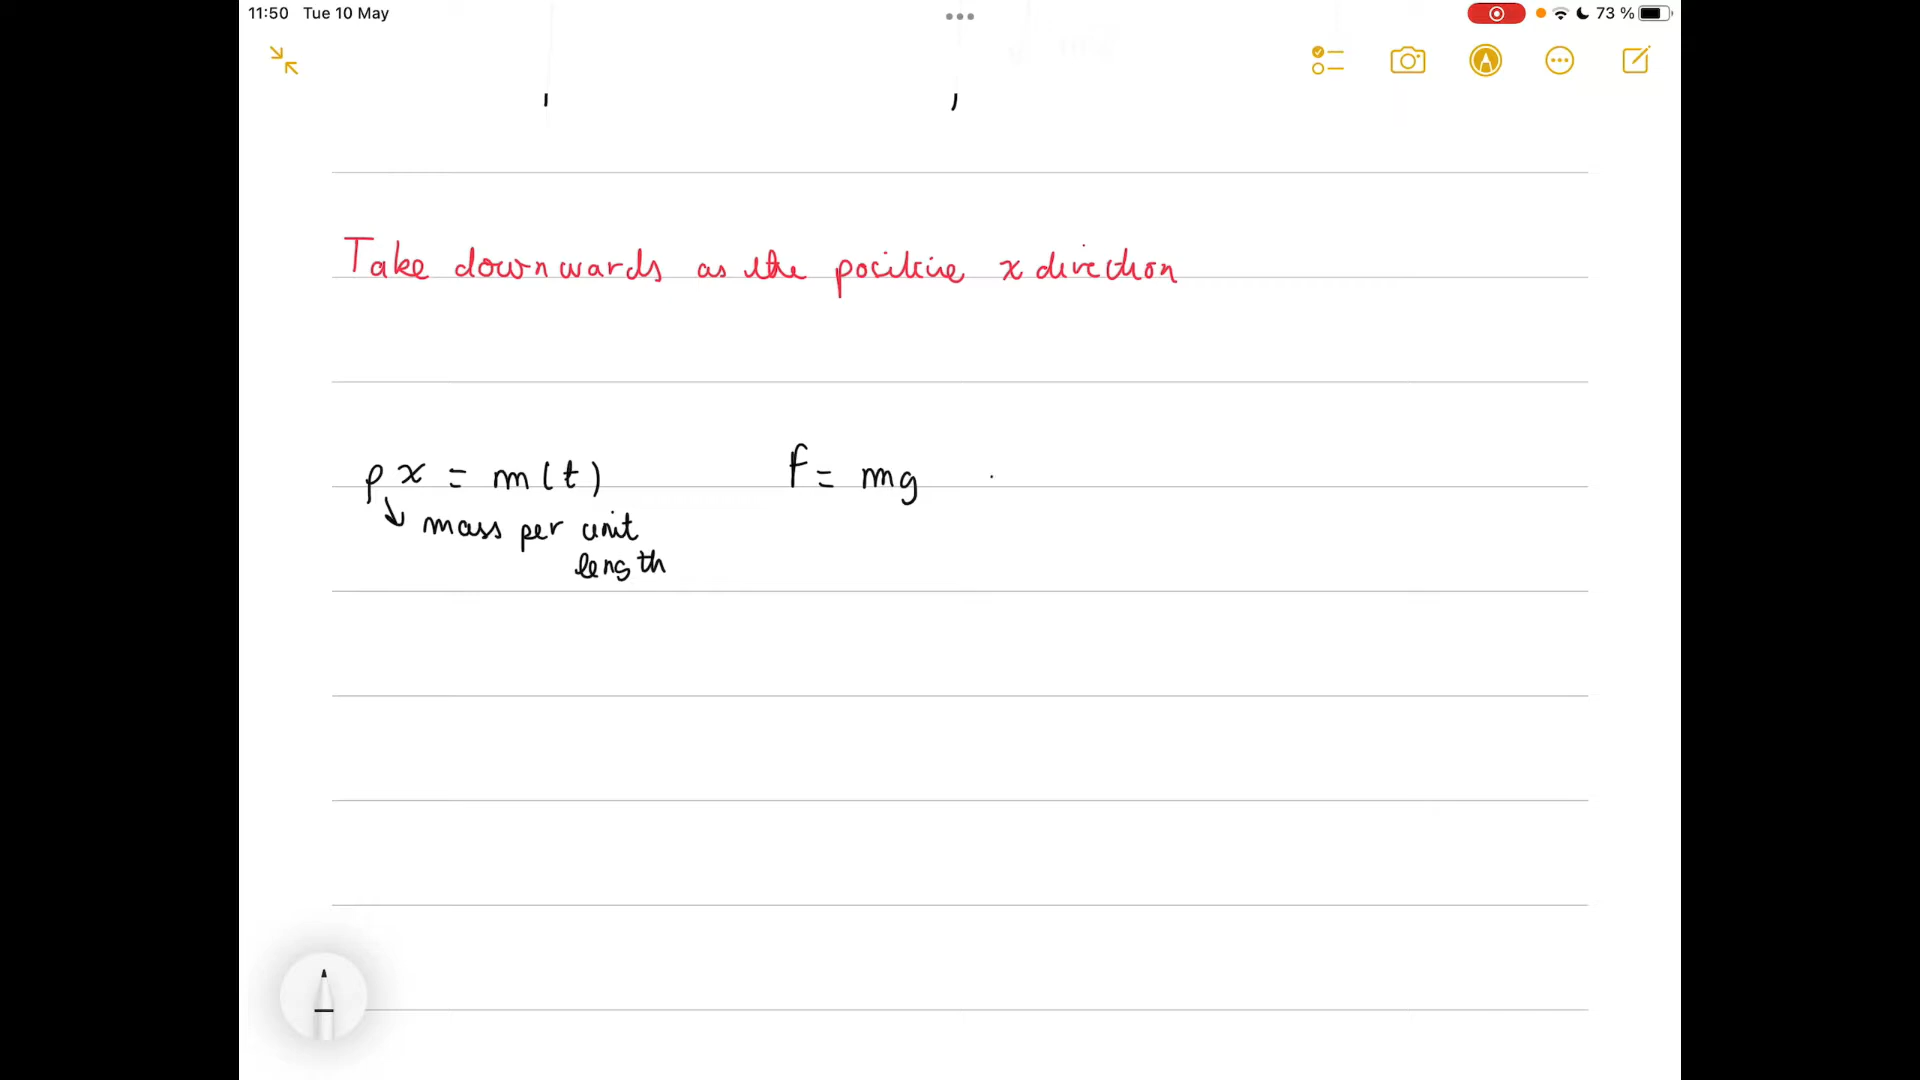 11:50 Tue 10 May 73 %
Take downwards as the positive x direction
ρx = m(t) F = mg
mass per unit
length